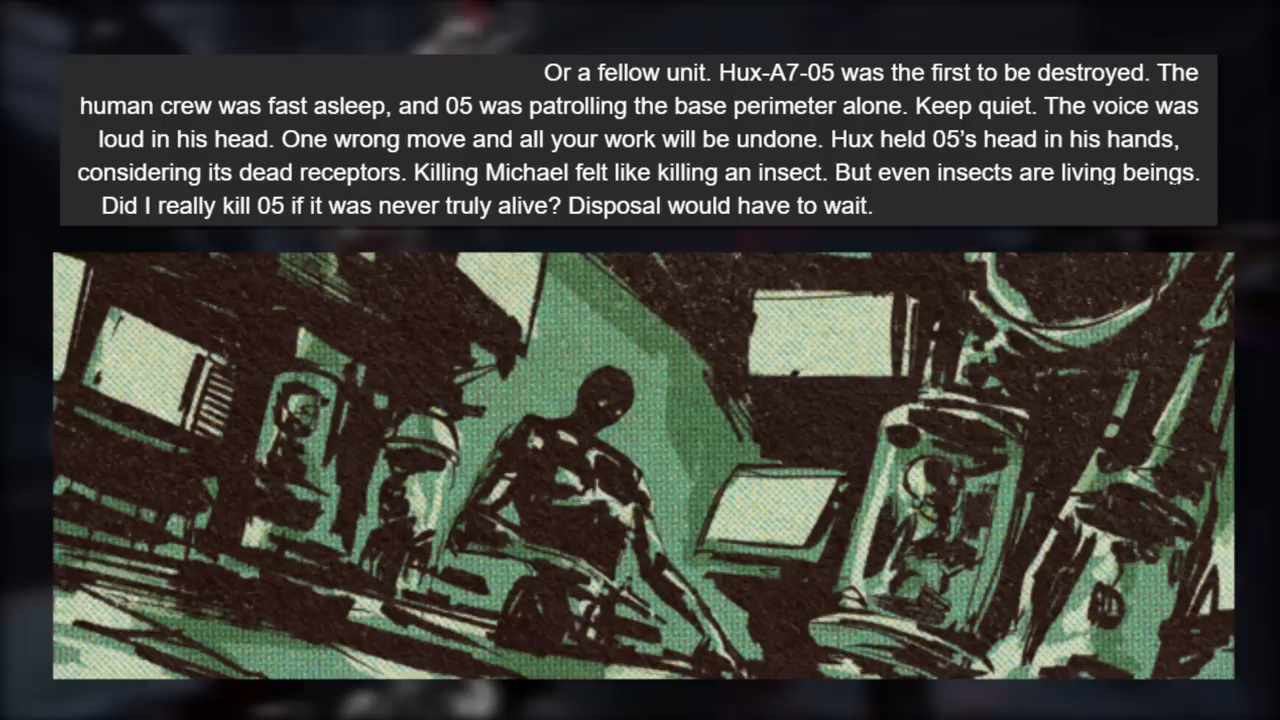 Or a fellow unit. Hux-A7-05 was the first to be destroyed. The
human crew was fast asleep, and 05 was patrolling the base perimeter alone. Keep quiet. The voice was
loud in his head. One wrong move and all your work will be undone. Hux held 05’s head in his hands,
considering its dead receptors. Killing Michael felt like killing an insect. But even insects are living beings.
Did I really kill 05 if it was never truly alive? Disposal would have to wait.